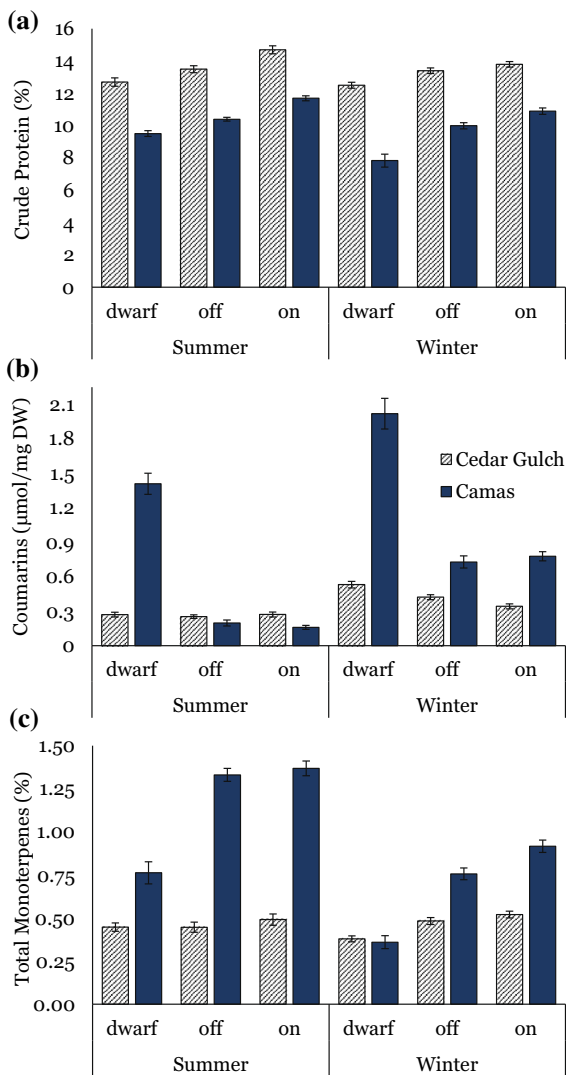 (a)
Crude Protein (%)
16
14
12
10
8
6
4
2
0
dwarf off on dwarf off on
Summer Winter
(b)
Coumarins (µmol/mg DW)
2.1
1.8
1.5
1.2
0.9
0.6
0.3
0
Cedar Gulch
Camas
dwarf off on dwarf off on
Summer Winter
(c)
Total Monoterpenes (%)
1.50
1.25
1.00
0.75
0.50
0.25
0.00
dwarf off on dwarf off on
Summer Winter